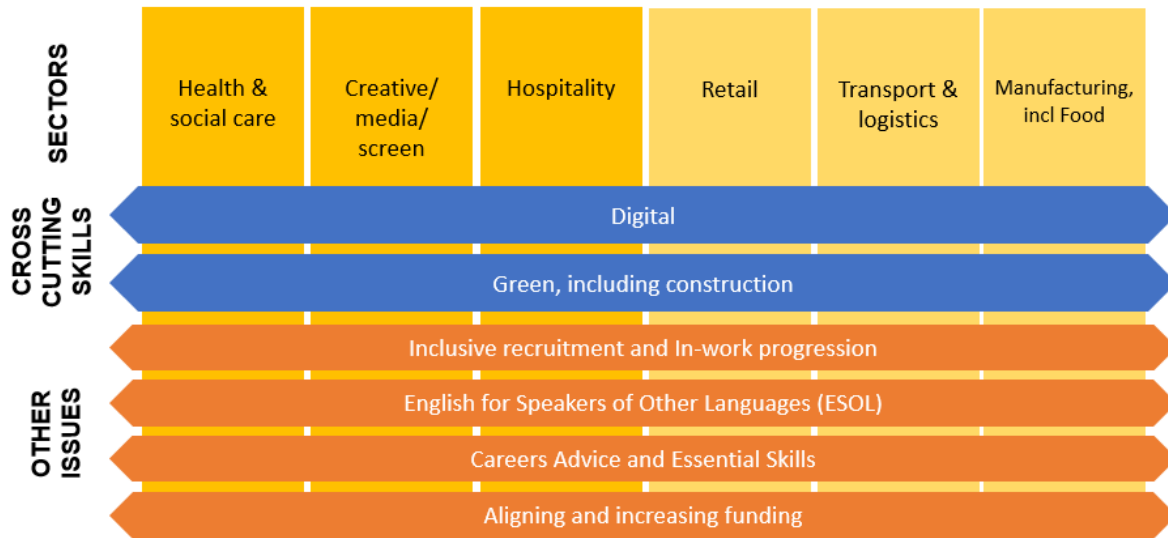 SECTORS
Health &
social care
Creative/
media/
screen
Hospitality
Retail
Transport &
logistics
Manufacturing,
incl Food
CROSS
CUTTING
SKILLS
Digital
Green, including construction
OTHER
ISSUES
Inclusive recruitment and In-work progression
English for Speakers of Other Languages (ESOL)
Careers Advice and Essential Skills
Aligning and increasing funding